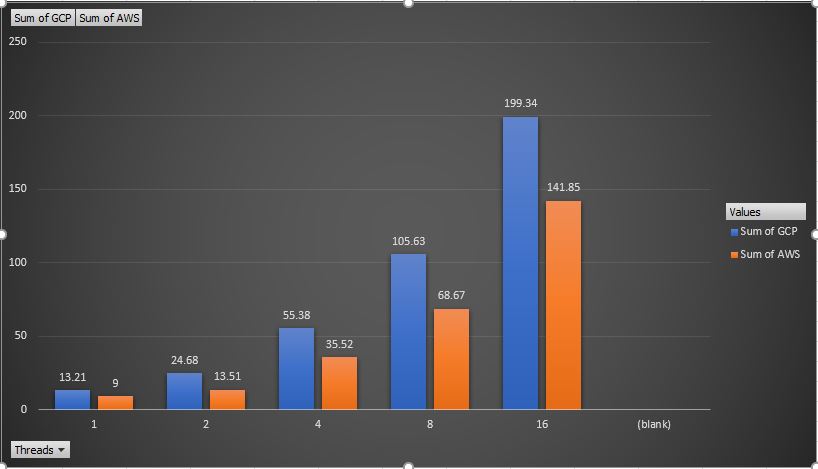 Sum of GCP Sum of AWS
250
200
150
100
50
0
13.21
9
24.68
13.51
55.38
35.52
105.63
68.67
199.34
141.85
1 2 4 8 16 (blank)
Values
Sum of GCP
Sum of AWS
Threads